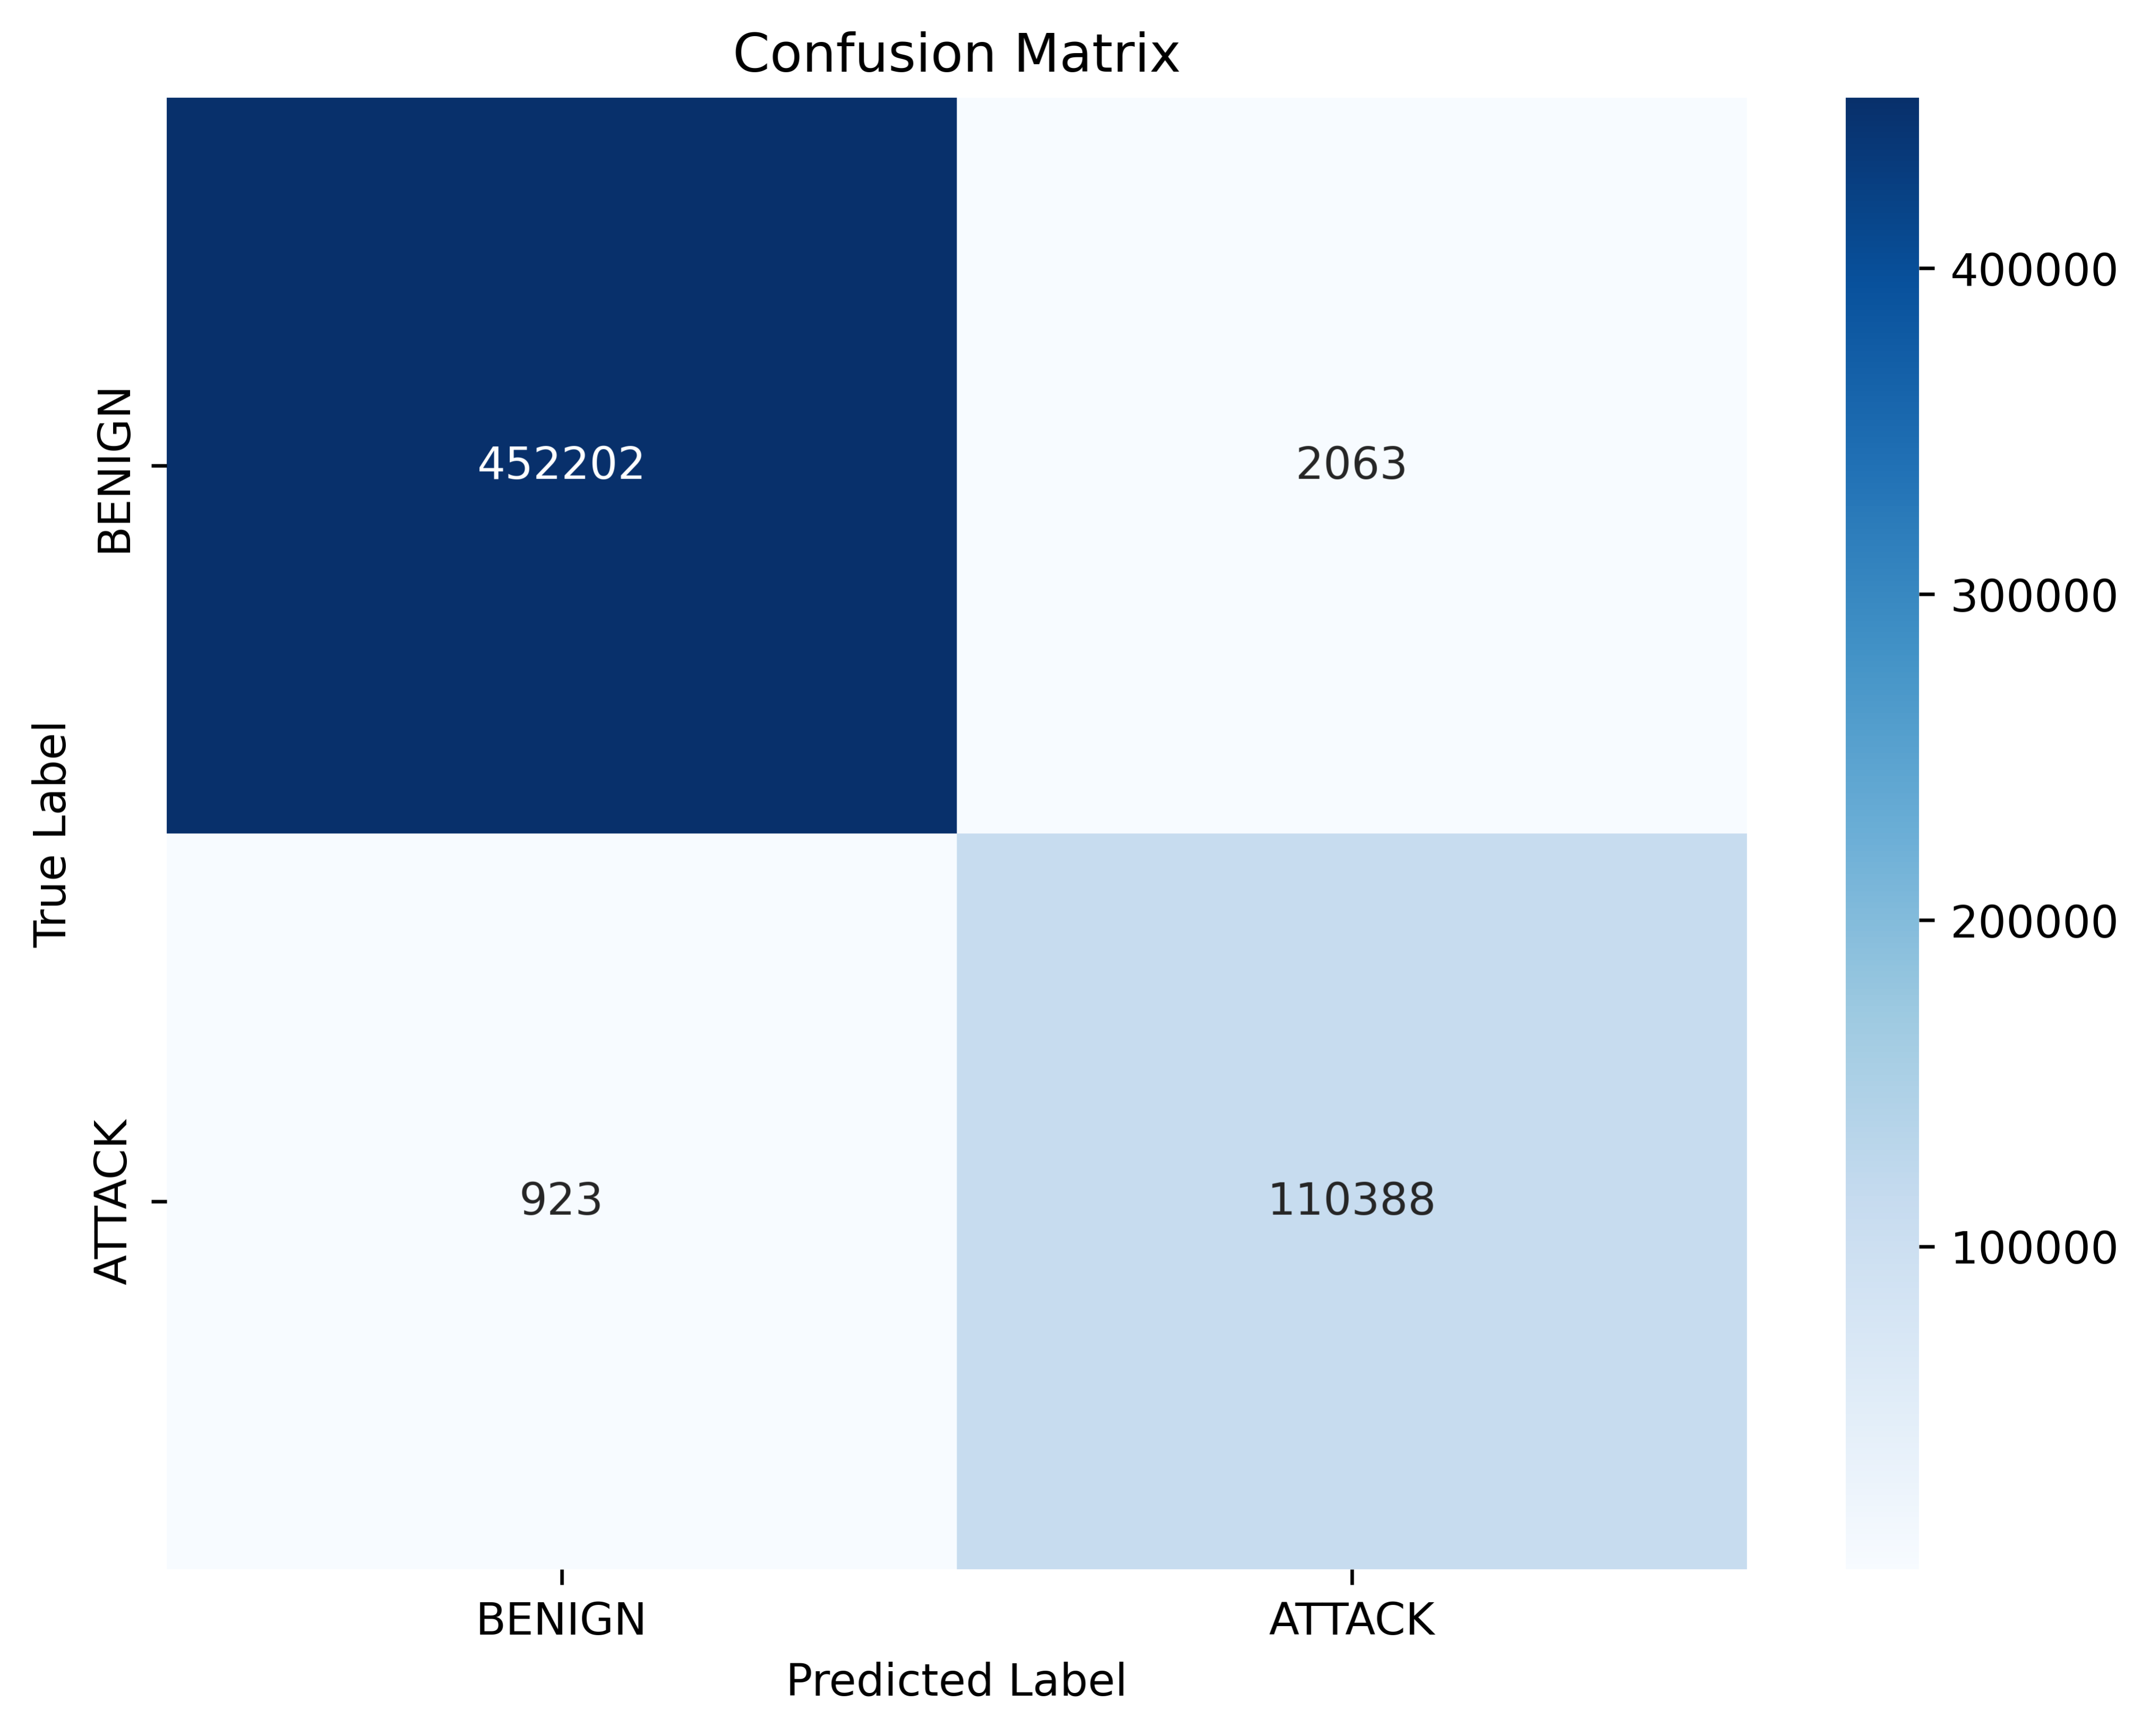 Confusion Matrix
True Label
BENIGN
ATTACK
452202
2063
923
110388
BENIGN
ATTACK
Predicted Label
400000
300000
200000
100000